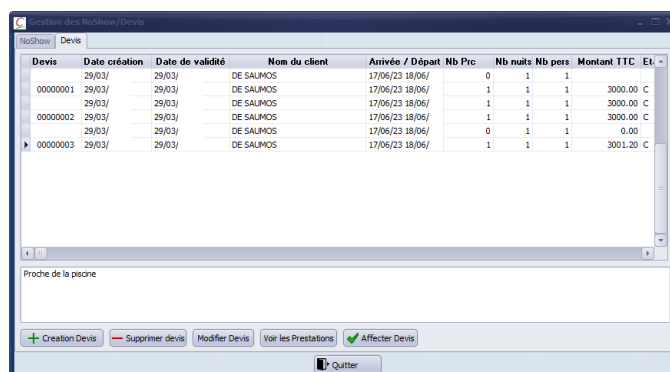 Gestion des NoShow/Devis
NoShow Devis
Devis Date création Date de validité Nom du client Arrivée / Départ Nb Prc Nb nuits Nb pers Montant TTC Eta
29/03/ 29/03/ DE SAUMOS 17/06/23 18/06/ 0 1 1
00000001 29/03/ 29/03/ DE SAUMOS 17/06/23 18/06/ 1 1 1 3000.00 C
29/03/ 29/03/ DE SAUMOS 17/06/23 18/06/ 1 1 1 3000.00 C
00000002 29/03/ 29/03/ DE SAUMOS 17/06/23 18/06/ 1 1 1 3000.00 C
29/03/ 29/03/ DE SAUMOS 17/06/23 18/06/ 0 1 1 0.00
00000003 29/03/ 29/03/ DE SAUMOS 17/06/23 18/06/ 1 1 1 3001.20 C
Proche de la piscine
Creation Devis Supprimer devis Modifier Devis Voir les Prestations Affecter Devis
Quitter